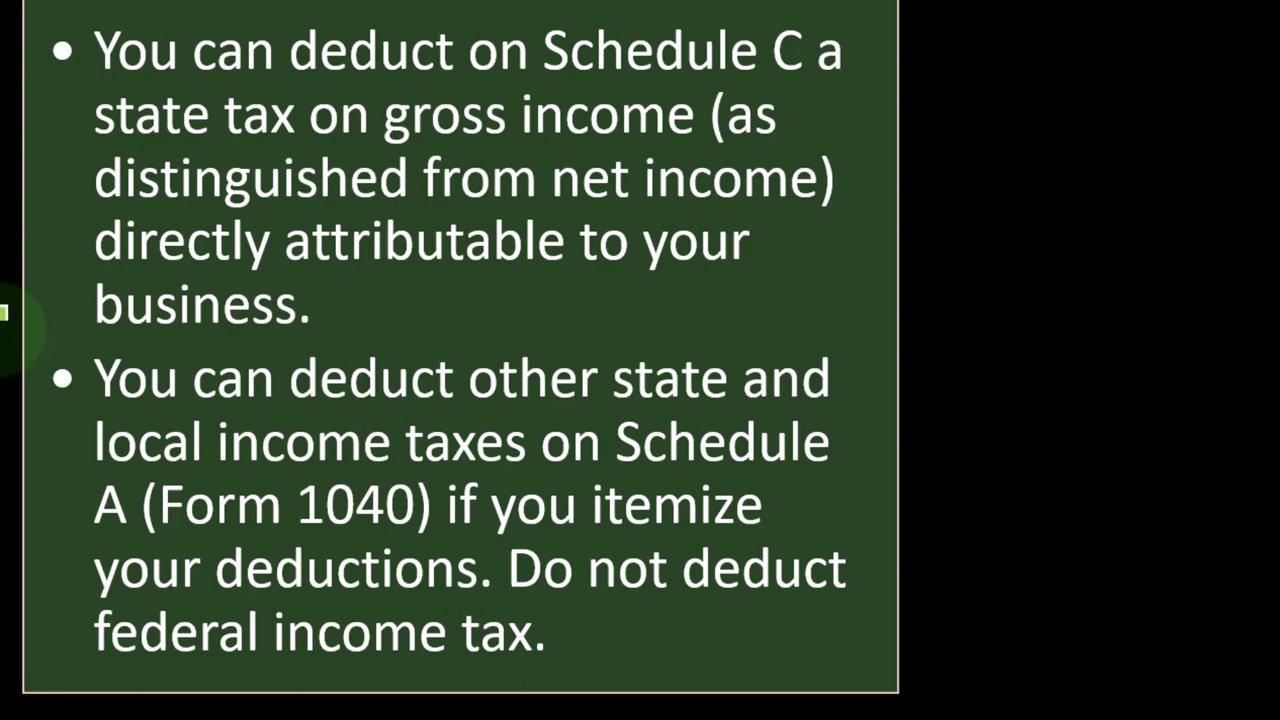 • You can deduct on Schedule C a
state tax on gross income (as
distinguished from net income)
directly attributable to your
business.
• You can deduct other state and
local income taxes on Schedule
A (Form 1040) if you itemize
your deductions. Do not deduct
federal income tax.